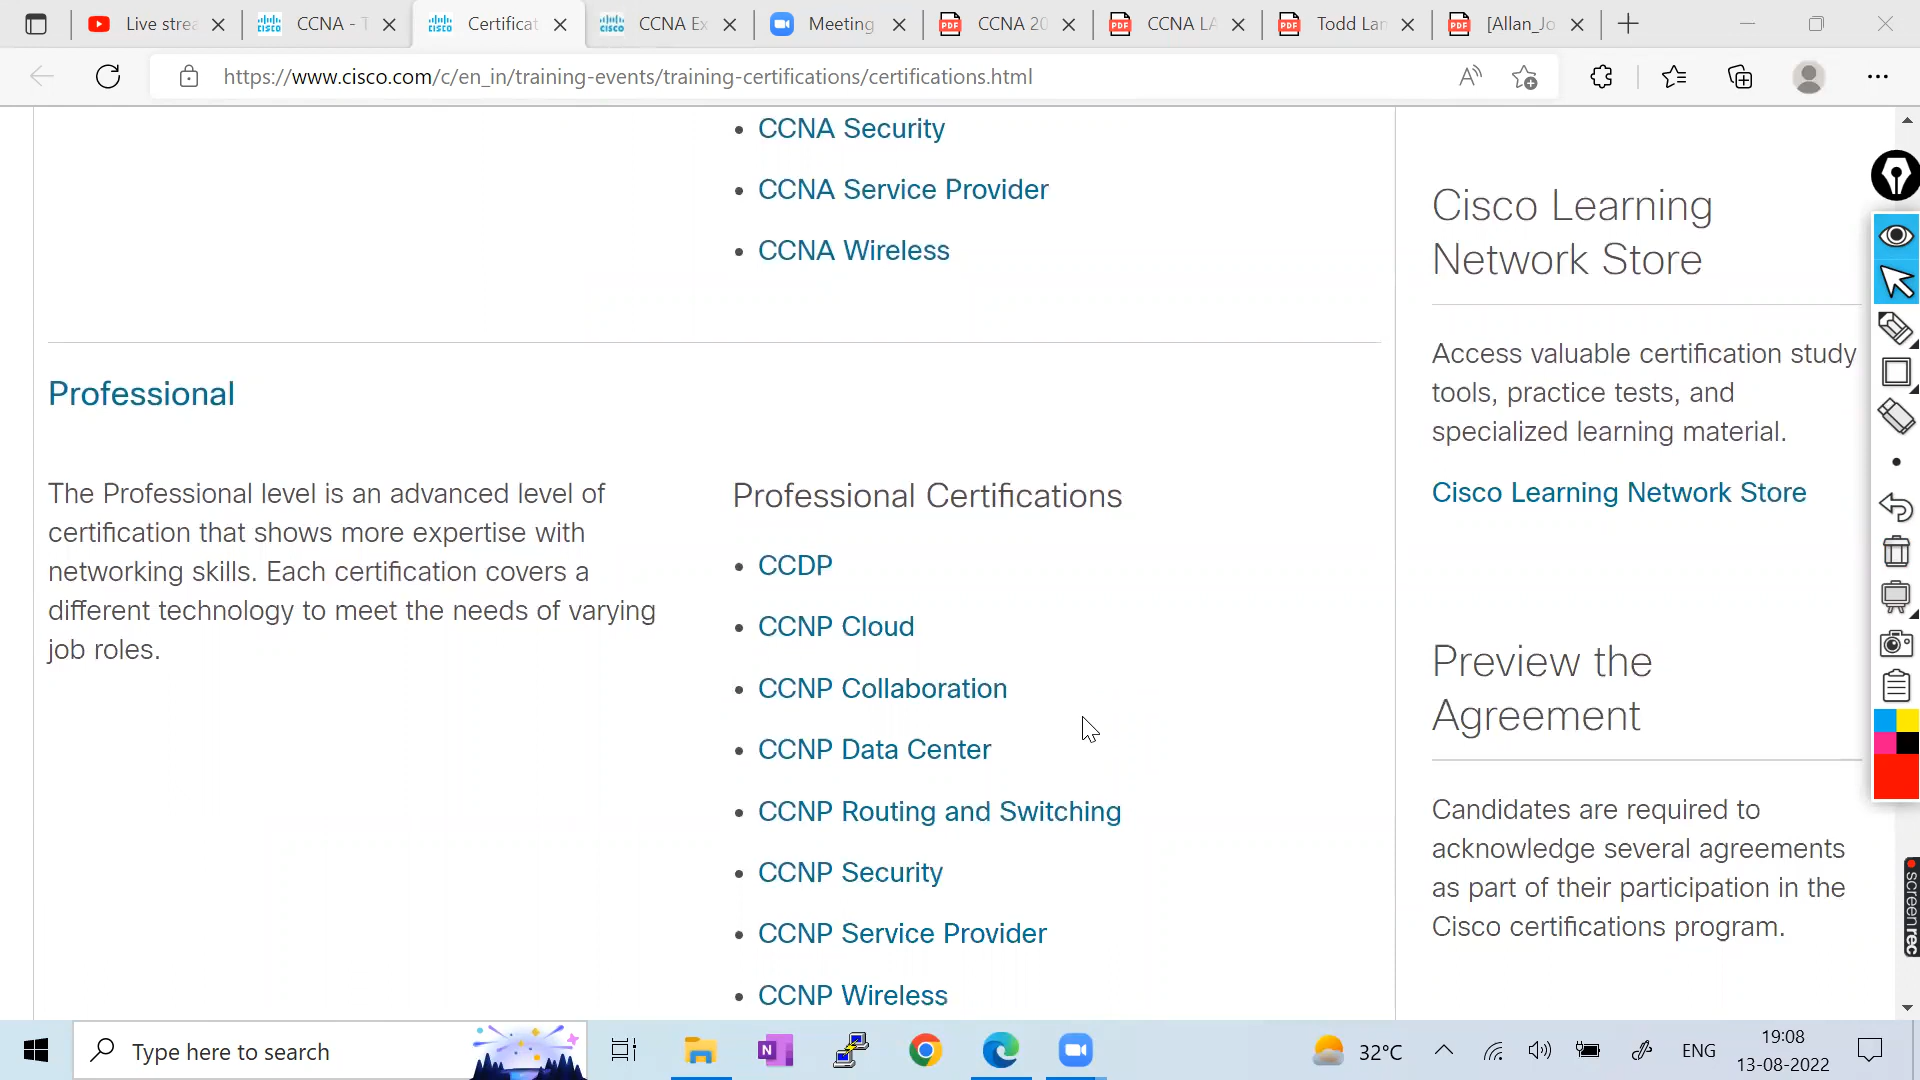 Live strea
CCNA - T
Certificat
CCNA Ex
Meeting
CCNA 20
CCNA LA
Todd Lar
[Allan_Jo
https://www.cisco.com/c/en_in/training-events/training-certifications/certifications.html
CCNA Security
CCNA Service Provider
CCNA Wireless
Professional
The Professional level is an advanced level of
certification that shows more expertise with
networking skills. Each certification covers a
different technology to meet the needs of varying
job roles.
Professional Certifications
CCDP
CCNP Cloud
CCNP Collaboration
CCNP Data Center
CCNP Routing and Switching
CCNP Security
CCNP Service Provider
CCNP Wireless
Cisco Learning
Network Store
Access valuable certification study
tools, practice tests, and
specialized learning material.
Cisco Learning Network Store
Preview the
Agreement
Candidates are required to
acknowledge several agreements
as part of their participation in the
Cisco certifications program.
screenrec
Type here to search
32°C
ENG
19:08
13-08-2022